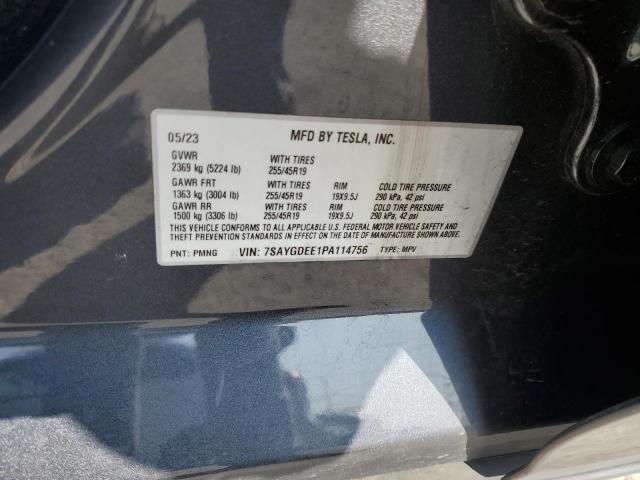 05/23 MFD BY TESLA, INC.
GVWR WITH TIRES
2369 kg (5224 lb) 255/45R19
GAWR FRT WITH TIRES RIM COLD TIRE PRESSURE
1363 kg (3004 lb) 255/45R19 19X9.5J 290 kPa, 42 psi
GAWR RR WITH TIRES RIM COLD TIRE PRESSURE
1500 kg (3306 lb) 255/45R19 19X9.5J 290 kPa, 42 psi
THIS VEHICLE CONFORMS TO ALL APPLICABLE U.S. FEDERAL MOTOR VEHICLE SAFETY AND
THEFT PREVENTION STANDARDS IN EFFECT ON THE DATE OF MANUFACTURE SHOWN ABOVE.
PNT: PMNG VIN: 7SAYGDEE1PA114756 TYPE: MPV